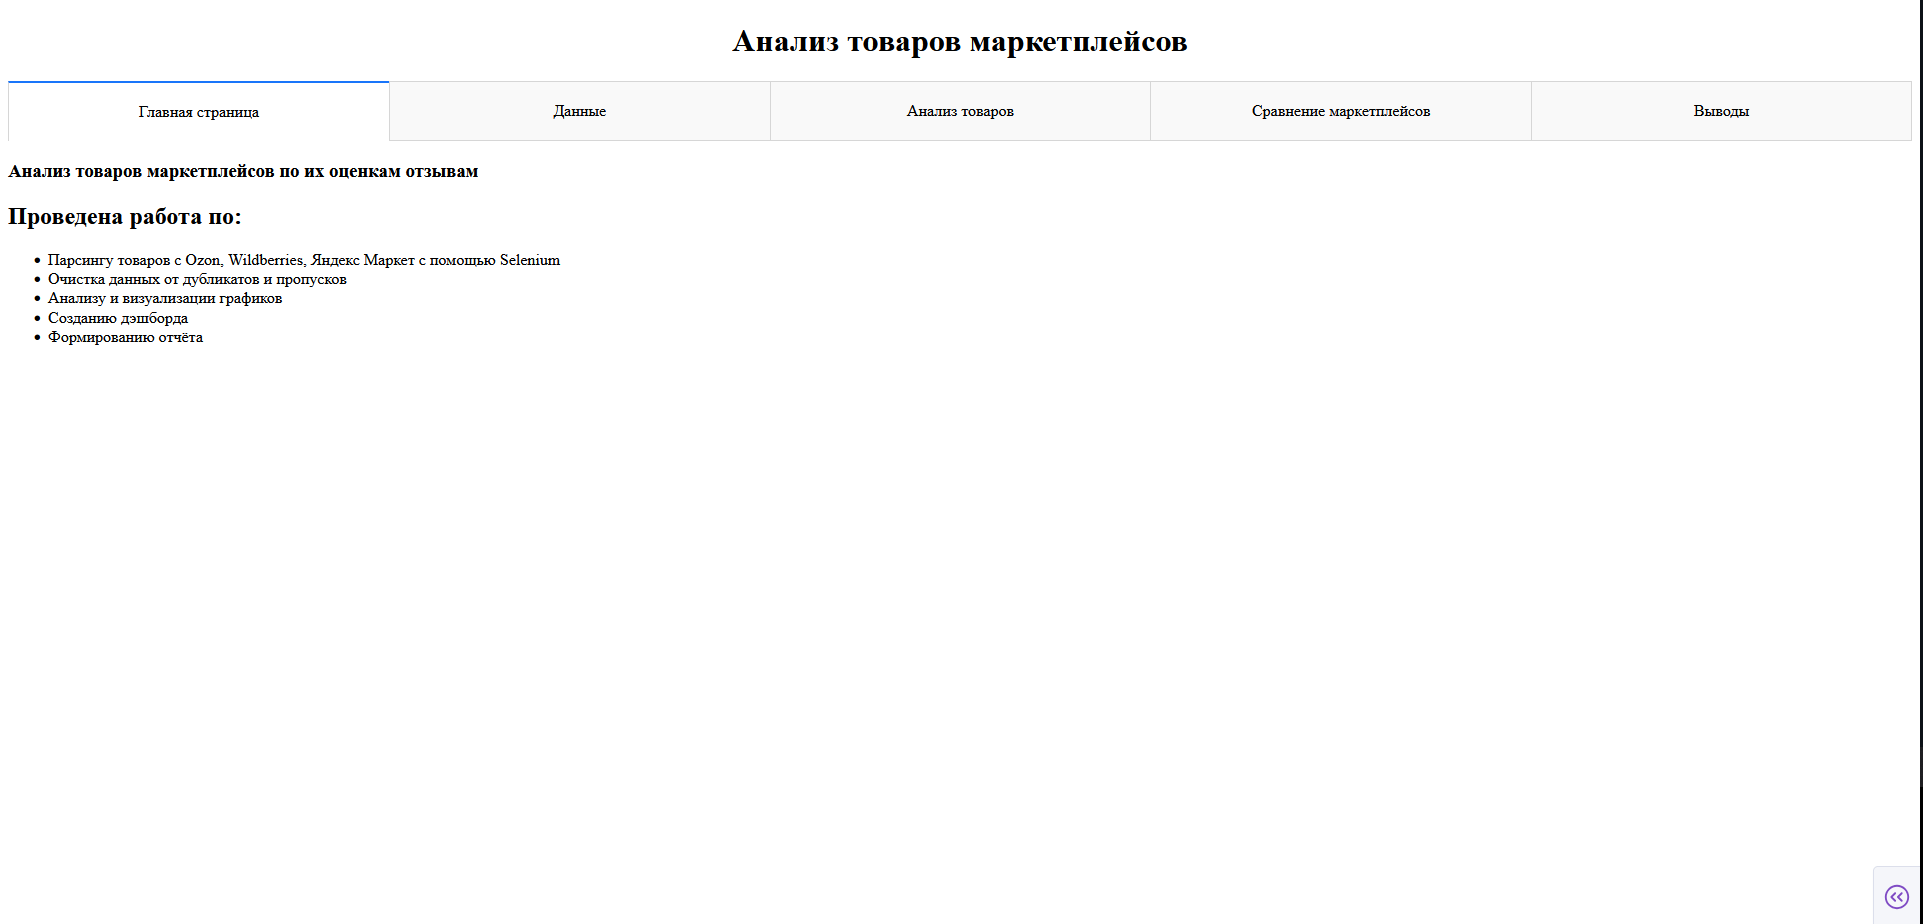 Анализ товаров маркетплейсов
Главная страница
Данные
Анализ товаров
Сравнение маркетплейсов
Выводы
Анализ товаров маркетплейсов по их оценкам отзывам
Проведена работа по:
Парсингу товаров с Ozon, Wildberries, Яндекс Маркет с помощью Selenium
Очистка данных от дубликатов и пропусков
Анализу и визуализации графиков
Созданию дэшборда
Формированию отчёта